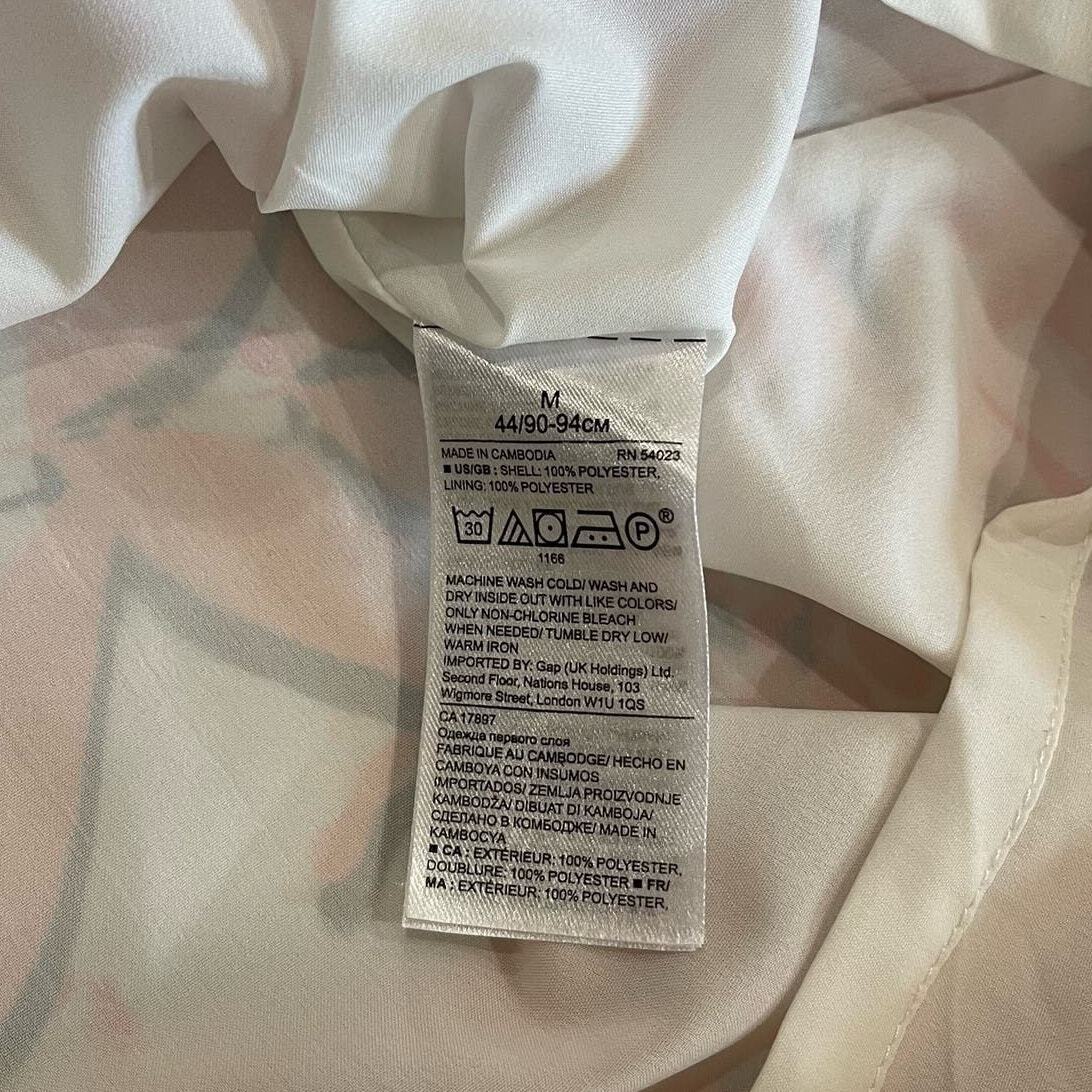 M
44/90-94см
MADE IN CAMBODIA RN 54023
■ US/GB : SHELL: 100% POLYESTER,
LINING: 100% POLYESTER
30 P ®
1166
MACHINE WASH COLD/ WASH AND
DRY INSIDE OUT WITH LIKE COLORS/
ONLY NON-CHLORINE BLEACH
WHEN NEEDED/ TUMBLE DRY LOW/
WARM IRON
IMPORTED BY: Gap (UK Holdings) Ltd.
Second Floor, Nations House, 103
Wigmore Street, London W1U 1QS
CA 17897
Одежда первого слоя
FABRIQUÉ AU CAMBODGE/ HECHO EN
CAMBOYA CON INSUMOS
IMPORTADOS/ ZEMLJA PROIZVODNJE
KAMBODŽA/ DIBUAT DI KAMBOJA/
СДЕЛАНО В КОМБОДЖЕ/ MADE IN
KAMBOÇYA
■ CA : EXTÉRIEUR: 100% POLYESTER,
DOUBLURE: 100% POLYESTER ■ FR/
MA : EXTÉRIEUR: 100% POLYESTER,